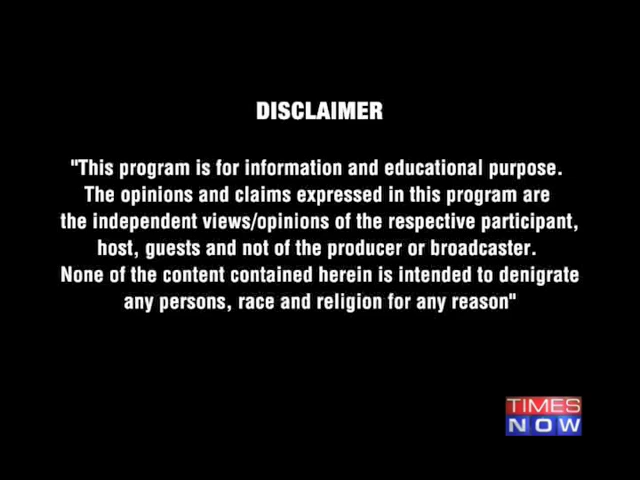 DISCLAIMER
"This program is for information and educational purpose.
The opinions and claims expressed in this program are
the independent views/opinions of the respective participant,
host, guests and not of the producer or broadcaster.
None of the content contained herein is intended to denigrate
any persons, race and religion for any reason"
TIMES
NOW